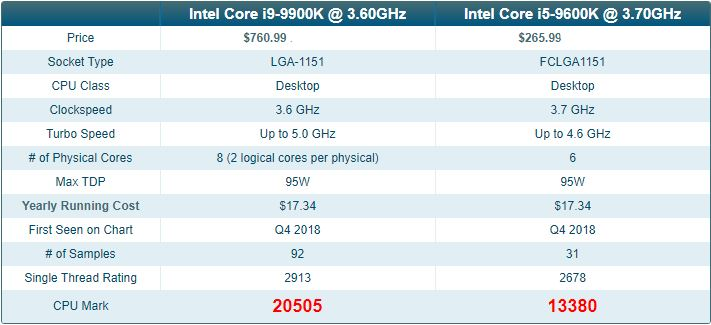 Intel Core i9-9900K @ 3.60GHz Intel Core i5-9600K @ 3.70GHz
Price $760.99 . $265.99
Socket Type LGA-1151 FCLGA1151
CPU Class Desktop Desktop
Clockspeed 3.6 GHz 3.7 GHz
Turbo Speed Up to 5.0 GHz Up to 4.6 GHz
# of Physical Cores 8 (2 logical cores per physical) 6
Max TDP 95W 95W
Yearly Running Cost $17.34 $17.34
First Seen on Chart Q4 2018 Q4 2018
# of Samples 92 31
Single Thread Rating 2913 2678
CPU Mark 20505 13380